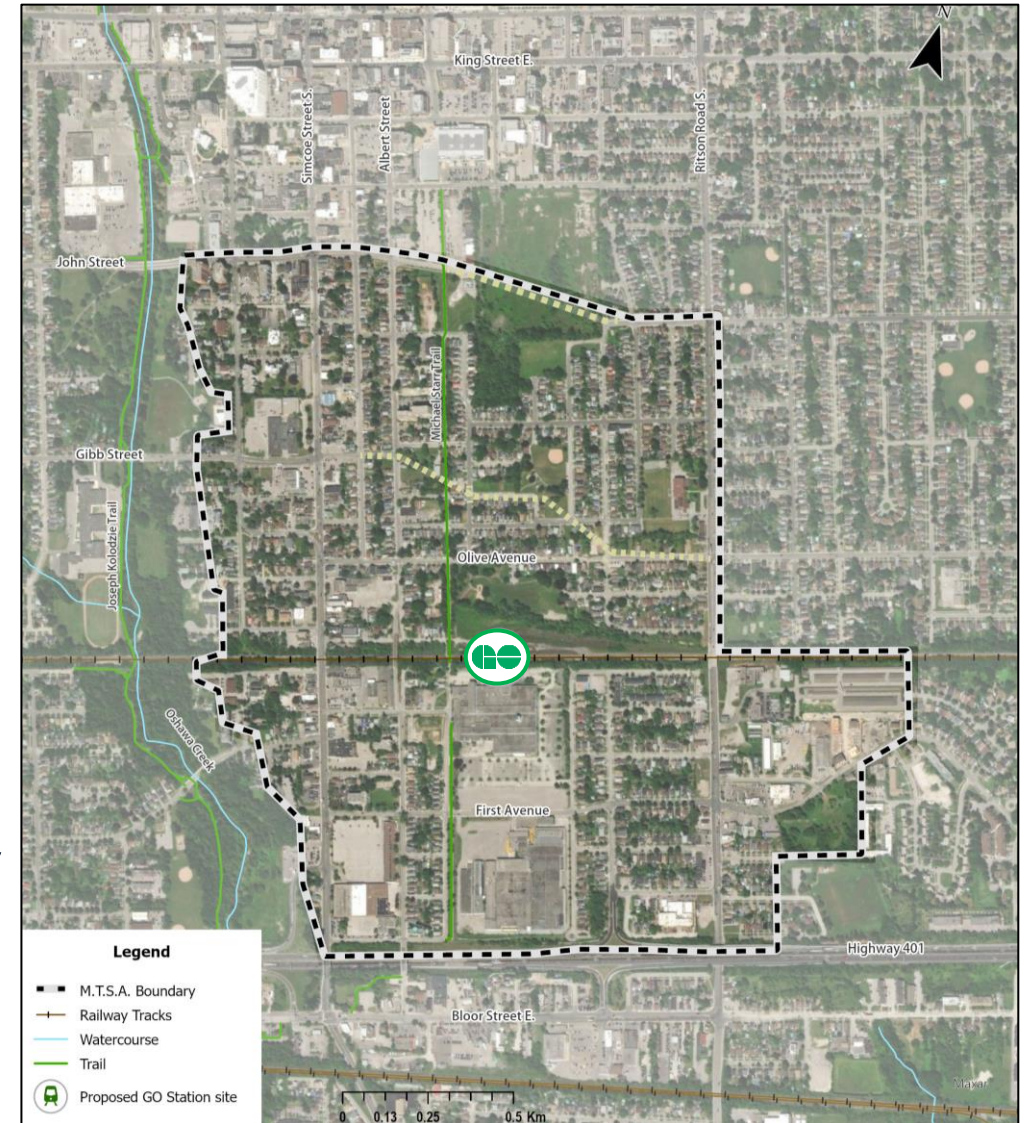 N
King Street E.
Simcoe Street S.
Albert Street
Ritson Road S.
John Street
Michael Starr Trail
Gibb Street
Joseph Kolodzie Trail
Olive Avenue
GO
Oshawa Creek
First Avenue
Highway 401
Bloor Street E.
Maxar
Legend
M.T.S.A. Boundary
Railway Tracks
Watercourse
Trail
Proposed GO Station site
0 0.13 0.25 0.5 Km